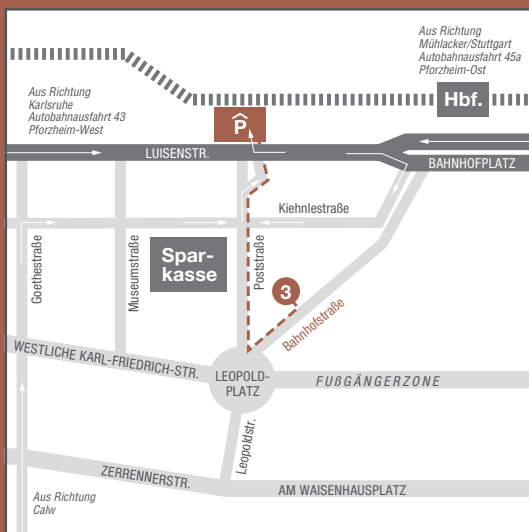 Aus Richtung
Mühlacker/Stuttgart
Autobahnausfahrt 45a
Pforzheim-Ost
Aus Richtung
Karlsruhe
Autobahnausfahrt 43
Pforzheim-West
Hbf.
P
LUISENSTR.
BAHNHOFPLATZ
Kiehnlestraße
Goethestraße
Museumstraße
Spar-
kasse
Poststraße
3
Bahnhofstraße
WESTLICHE KARL-FRIEDRICH-STR.
LEOPOLD-
PLATZ
FUßGÄNGERZONE
Leopoldstr.
ZERRENNERSTR.
AM WAISENHAUSPLATZ
Aus Richtung
Calw